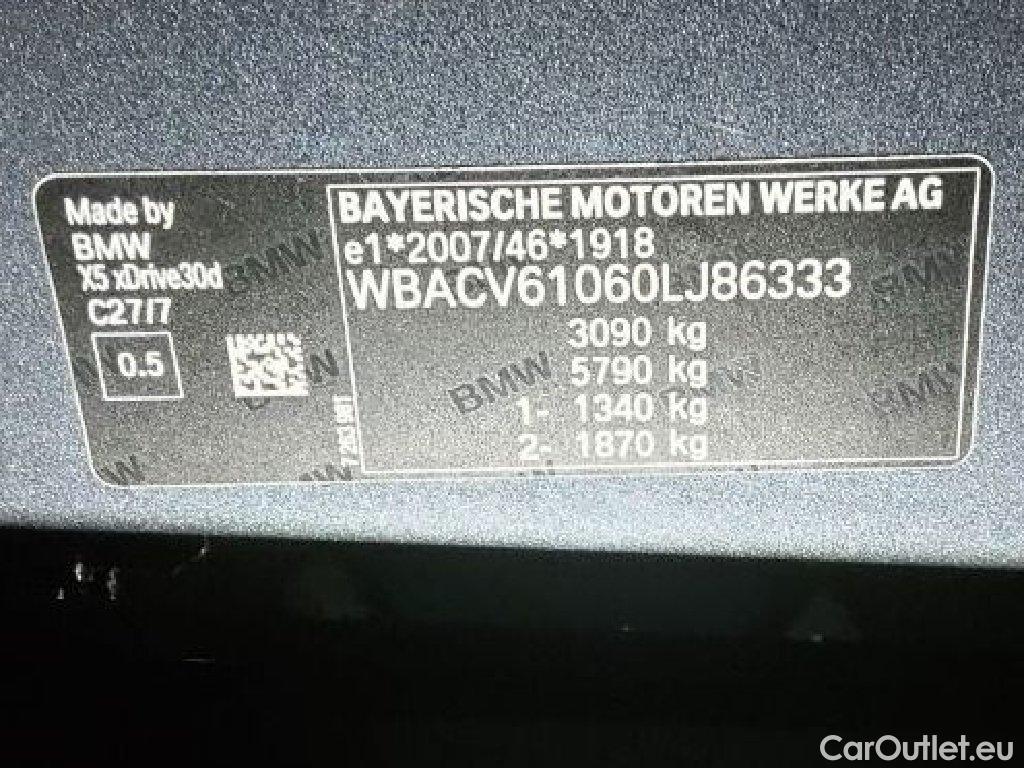 Made by
BMW
X5 xDrive30d
C27/7
0.5
BAYERISCHE MOTOREN WERKE AG
e1*2007/46*1918
WBACV61060LJ86333
3090 kg
5790 kg
1- 1340 kg
2- 1870 kg
BMW
BMW
BMW
BMW
CarOutlet.eu